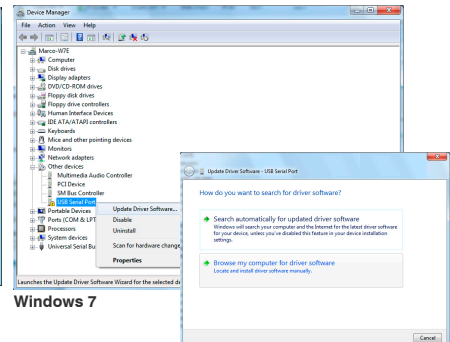 Device Manager
File Action View Help
Marco-W7E
Computer
Disk drives
Display adapters
DVD/CD-ROM drives
Floppy disk drives
Floppy drive controllers
Human Interface Devices
IDE ATA/ATAPI controllers
Keyboards
Mice and other pointing devices
Monitors
Network adapters
Other devices
Multimedia Audio Controller
PCI Device
SM Bus Controller
USB Serial Port
Portable Devices
Ports (COM & LPT
Processors
System devices
Universal Serial Bu
Update Driver Software...
Disable
Uninstall
Scan for hardware change
Properties
Launches the Update Driver Software Wizard for the selected de
Windows 7
Update Driver Software - USB Serial Port
How do you want to search for driver software?
Search automatically for updated driver software
Windows will search your computer and the Internet for the latest driver software
for your device, unless you've disabled this feature in your device installation
settings.
Browse my computer for driver software
Locate and install driver software manually.
Cancel